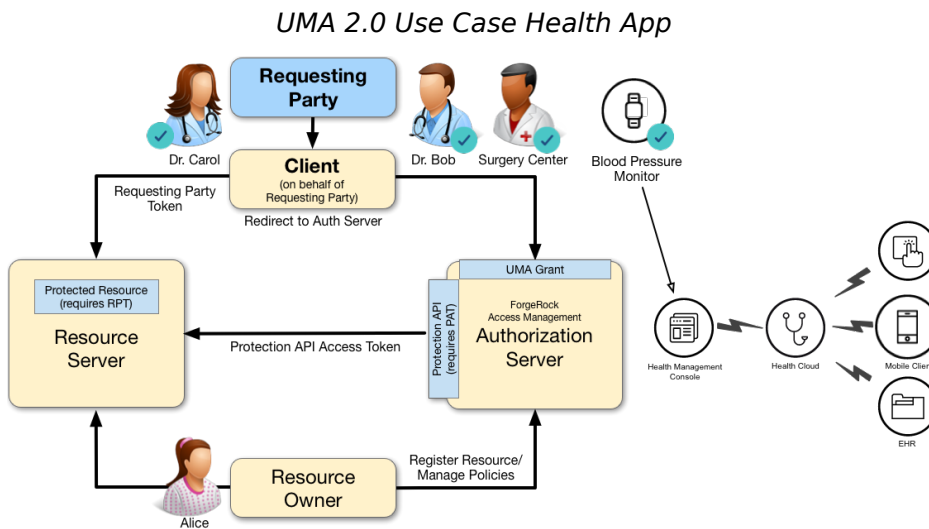 UMA 2.0 Use Case Health App
Requesting
Party
Dr. Carol
Dr. Bob
Surgery Center
Client
(on behalf of
Requesting Party)
Blood Pressure
Monitor
Requesting Party
Token
Redirect to Auth Server
UMA Grant
Protected Resource
(requires RPT)
Resource
Server
Protection API
(requires PAT)
ForgeRock
Access Management
Authorization
Server
Protection API Access Token
Health Management
Console
Health Cloud
Mobile Clien
EHR
Register Resource/
Manage Policies
Resource
Owner
Alice